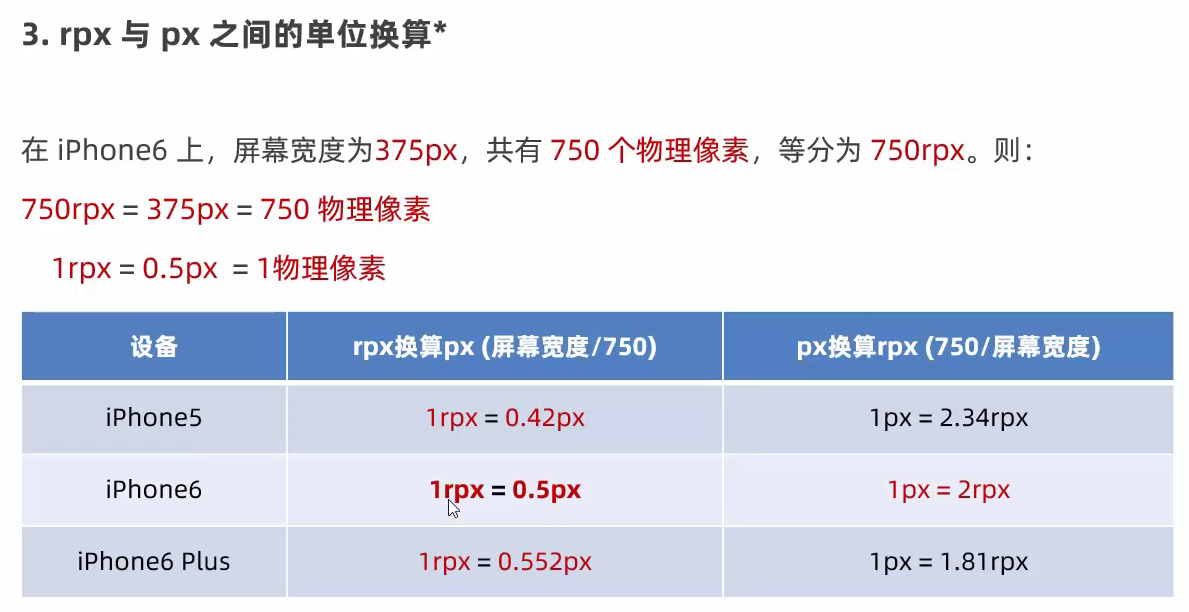 3. rpx 与 px 之间的单位换算*
在 iPhone6 上，屏幕宽度为375px，共有 750 个物理像素，等分为 750rpx。则：
750rpx = 375px = 750 物理像素
1rpx = 0.5px = 1物理像素
设备 rpx换算px (屏幕宽度/750) px换算rpx (750/屏幕宽度)
iPhone5 1rpx = 0.42px 1px = 2.34rpx
iPhone6 1rpx = 0.5px 1px = 2rpx
iPhone6 Plus 1rpx = 0.552px 1px = 1.81rpx